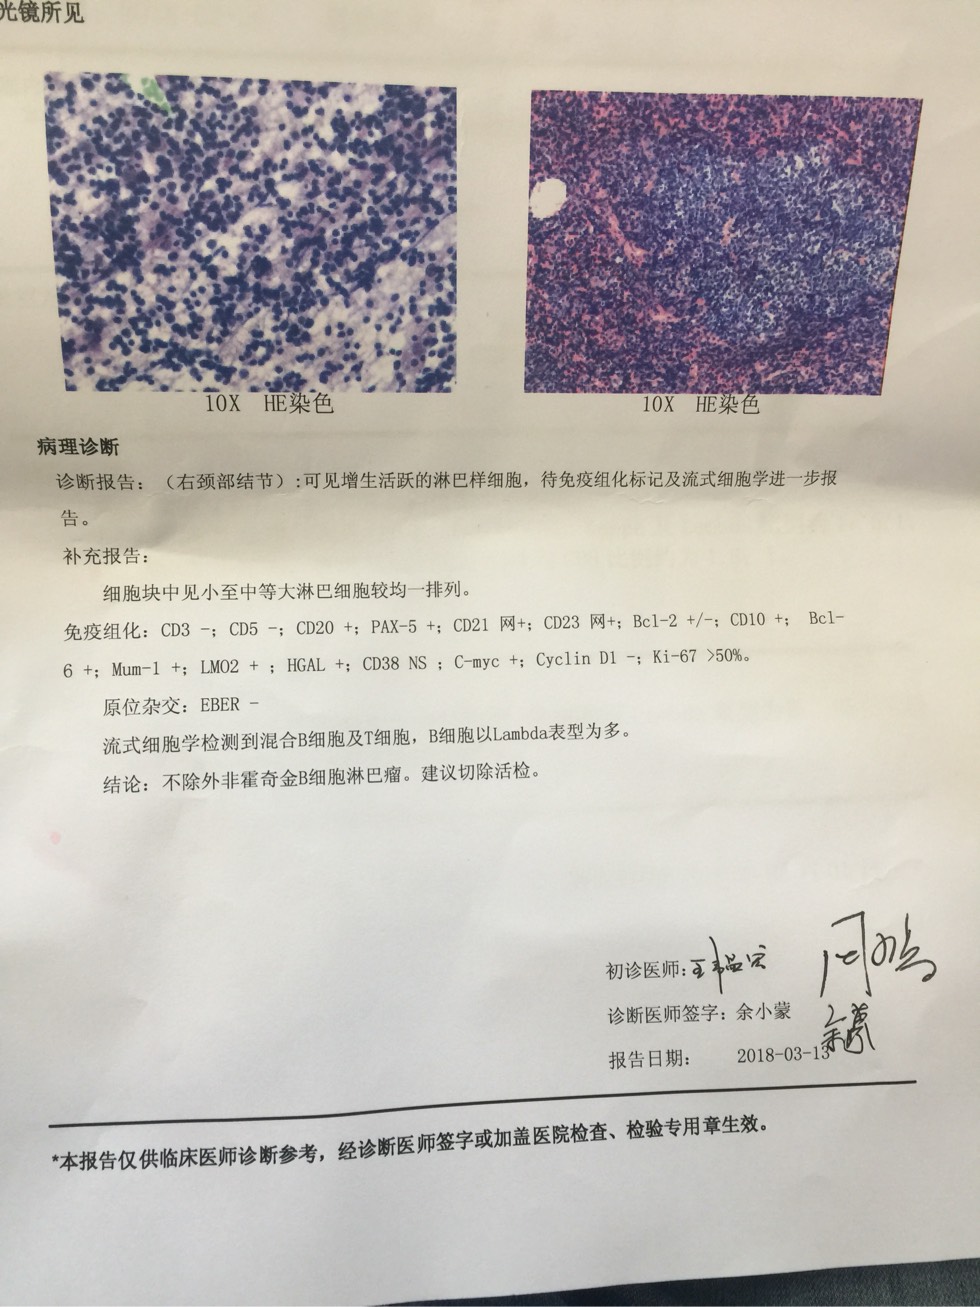 光镜所见
10X HE染色
10X HE染色
病理诊断
诊断报告：（右颈部结节）:可见增生活跃的淋巴样细胞，待免疫组化标记及流式细胞学进一步报
告。
补充报告：
细胞块中见小至中等大淋巴细胞较均一排列。
免疫组化：CD3 -；CD5 -；CD20 +；PAX-5 +；CD21 网+；CD23 网+；Bcl-2 +/-；CD10 +； Bcl-
6 +；Mum-1 +；LMO2 + ；HGAL +；CD38 NS ；C-myc +；Cyclin D1 -；Ki-67 >50%。
原位杂交：EBER -
流式细胞学检测到混合B细胞及T细胞，B细胞以Lambda表型为多。
结论：不除外非霍奇金B细胞淋巴瘤。建议切除活检。
初诊医师：
诊断医师签字：余小蒙
报告日期： 2018-03-13
*本报告仅供临床医师诊断参考，经诊断医师签字或加盖医院检查、检验专用章生效。